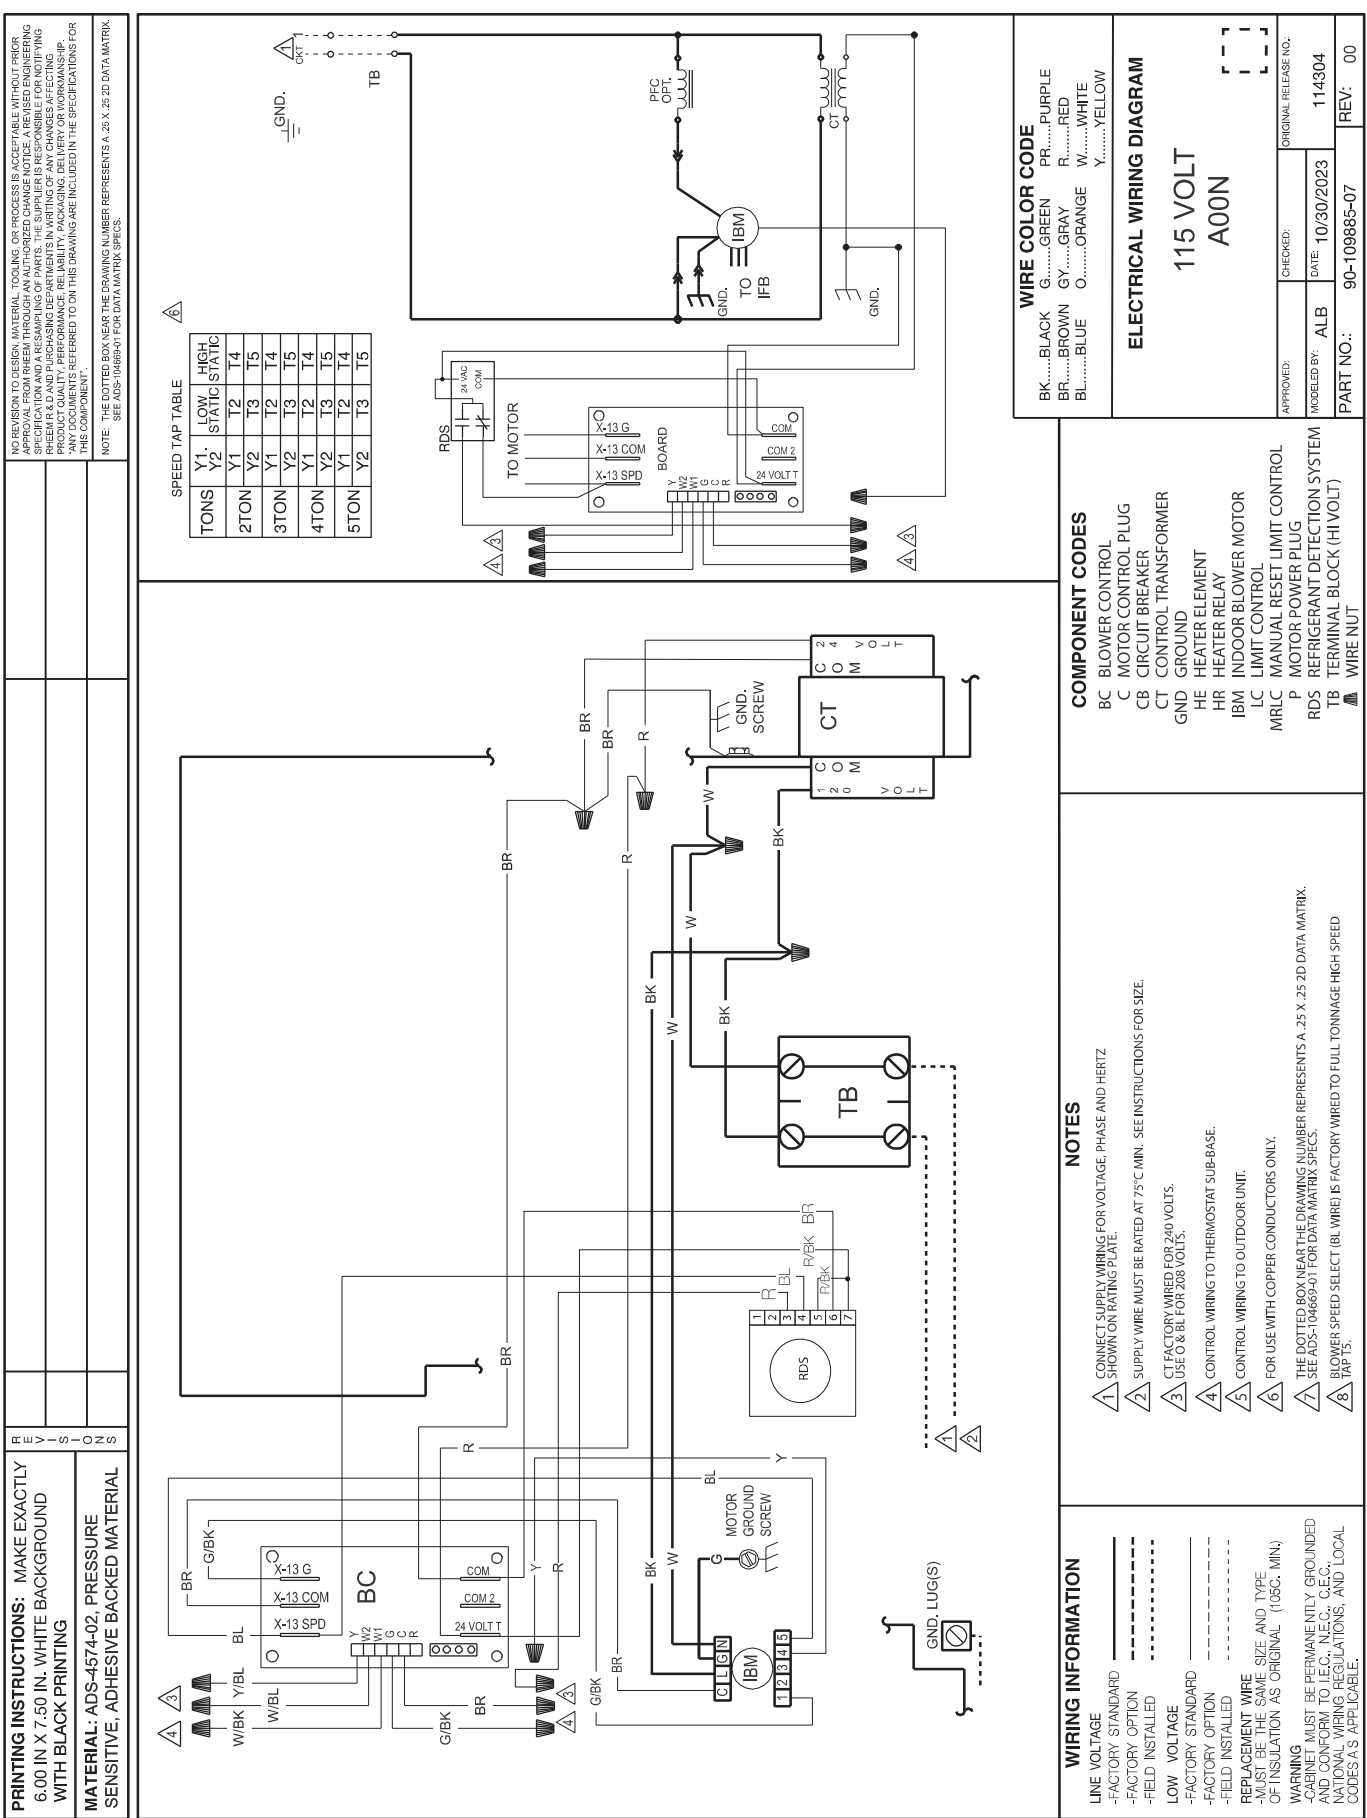 PRINTING INSTRUCTIONS: MAKE EXACTLY
6.00 IN X 7.50 IN. WHITE BACKGROUND
WITH BLACK PRINTING
MATERIAL: ADS-4574-02, PRESSURE
SENSITIVE, ADHESIVE BACKED MATERIAL
REVISIONS
NO REVISION TO DESIGN, MATERIAL, TOOLING, OR PROCESS IS ACCEPTABLE WITHOUT PRIOR
APPROVAL FROM RHEEM THROUGH AN AUTHORIZED CHANGE NOTICE, A REVISED ENGINEERING
SPECIFICATION AND A RESAMPLING OF PARTS. THE SUPPLIER IS RESPONSIBLE FOR NOTIFYING
RHEEM R & D AND PURCHASING DEPARTMENTS IN WRITING OF ANY CHANGES AFFECTING
PRODUCT QUALITY, PERFORMANCE, RELIABILITY, PACKAGING, DELIVERY OR WORKMANSHIP.
"ANY DOCUMENTS REFERRED TO ON THIS DRAWING ARE INCLUDED IN THE SPECIFICATIONS FOR
THIS COMPONENT".
NOTE: THE DOTTED BOX NEAR THE DRAWING NUMBER REPRESENTS A .25 X .25 2D DATA MATRIX.
SEE ADS-104669-01 FOR DATA MATRIX SPECS.
4
3
W/BK
Y/BL
W/BL
BL
BR
G/BK
X-13 G
X-13 COM
X-13 SPD
BC
COM
COM 2
24 VOLT T
Y
W2
W1
G
C
R
G/BK
BR
4
3
Y
R
G/BK
BR
BK
W
BL
Y
R
BR
G
MOTOR
GROUND
SCREW
C L G N
IBM
1 2 3 4 5
GND. LUG(S)
RDS
1
2
3
4
5
6
7
R
BL
R/BK
R/BK
BR
1
2
TB
BK
BK
W
W
BR
R
BK
W
BR
BR
R
GND.
SCREW
CT
120 VOLT
COM
24 VOLT
COM
SPEED TAP TABLE
6
TONS Y1. Y2 LOW STATIC HIGH STATIC
2TON Y1 T2 T4
Y2 T3 T5
3TON Y1 T2 T4
Y2 T3 T5
4TON Y1 T2 T4
Y2 T3 T5
5TON Y1 T2 T4
Y2 T3 T5
GND.
1
CKT 1
TB
PFC
OPT.
CT
IBM
TO
IFB
GND.
GND.
RDS
24 VAC
COM
TO MOTOR
X-13 G
X-13 COM
X-13 SPD
BOARD
COM
COM 2
24 VOLT T
Y
W2
W1
G
C
R
4
3
4
3
WIRING INFORMATION
LINE VOLTAGE
-FACTORY STANDARD
-FACTORY OPTION
-FIELD INSTALLED
LOW VOLTAGE
-FACTORY STANDARD
-FACTORY OPTION
-FIELD INSTALLED
REPLACEMENT WIRE
-MUST BE THE SAME SIZE AND TYPE
OF INSULATION AS ORIGINAL (105C. MIN.)
WARNING
-CABINET MUST BE PERMANENTLY GROUNDED
AND CONFORM TO I.E.C., N.E.C., C.E.C.,
NATIONAL WIRING REGULATIONS, AND LOCAL
CODES A S APPLICABLE.
NOTES
1 CONNECT SUPPLY WIRING FOR VOLTAGE, PHASE AND HERTZ
SHOWN ON RATING PLATE.
2 SUPPLY WIRE MUST BE RATED AT 75°C MIN. SEE INSTRUCTIONS FOR SIZE.
3 CT FACTORY WIRED FOR 240 VOLTS.
USE O & BL FOR 208 VOLTS.
4 CONTROL WIRING TO THERMOSTAT SUB-BASE.
5 CONTROL WIRING TO OUTDOOR UNIT.
6 FOR USE WITH COPPER CONDUCTORS ONLY.
7 THE DOTTED BOX NEAR THE DRAWING NUMBER REPRESENTS A .25 X .25 2D DATA MATRIX.
SEE ADS-104669-01 FOR DATA MATRIX SPECS.
8 BLOWER SPEED SELECT (BL WIRE) IS FACTORY WIRED TO FULL TONNAGE HIGH SPEED
TAP T5.
COMPONENT CODES
BC BLOWER CONTROL
C MOTOR CONTROL PLUG
CB CIRCUIT BREAKER
CT CONTROL TRANSFORMER
GND GROUND
HE HEATER ELEMENT
HR HEATER RELAY
IBM INDOOR BLOWER MOTOR
LC LIMIT CONTROL
MRLC MANUAL RESET LIMIT CONTROL
P MOTOR POWER PLUG
RDS REFRIGERANT DETECTION SYSTEM
TB TERMINAL BLOCK (HI VOLT)
WIRE NUT
WIRE COLOR CODE
BK......BLACK G.......GREEN PR......PURPLE
BR......BROWN GY.....GRAY R........RED
BL......BLUE O.......ORANGE W.......WHITE
Y........YELLOW
ELECTRICAL WIRING DIAGRAM
115 VOLT
A00N
APPROVED:
CHECKED:
ORIGINAL RELEASE NO.:
114304
MODELED BY: ALB
DATE: 10/30/2023
PART NO.: 90-109885-07
REV: 00